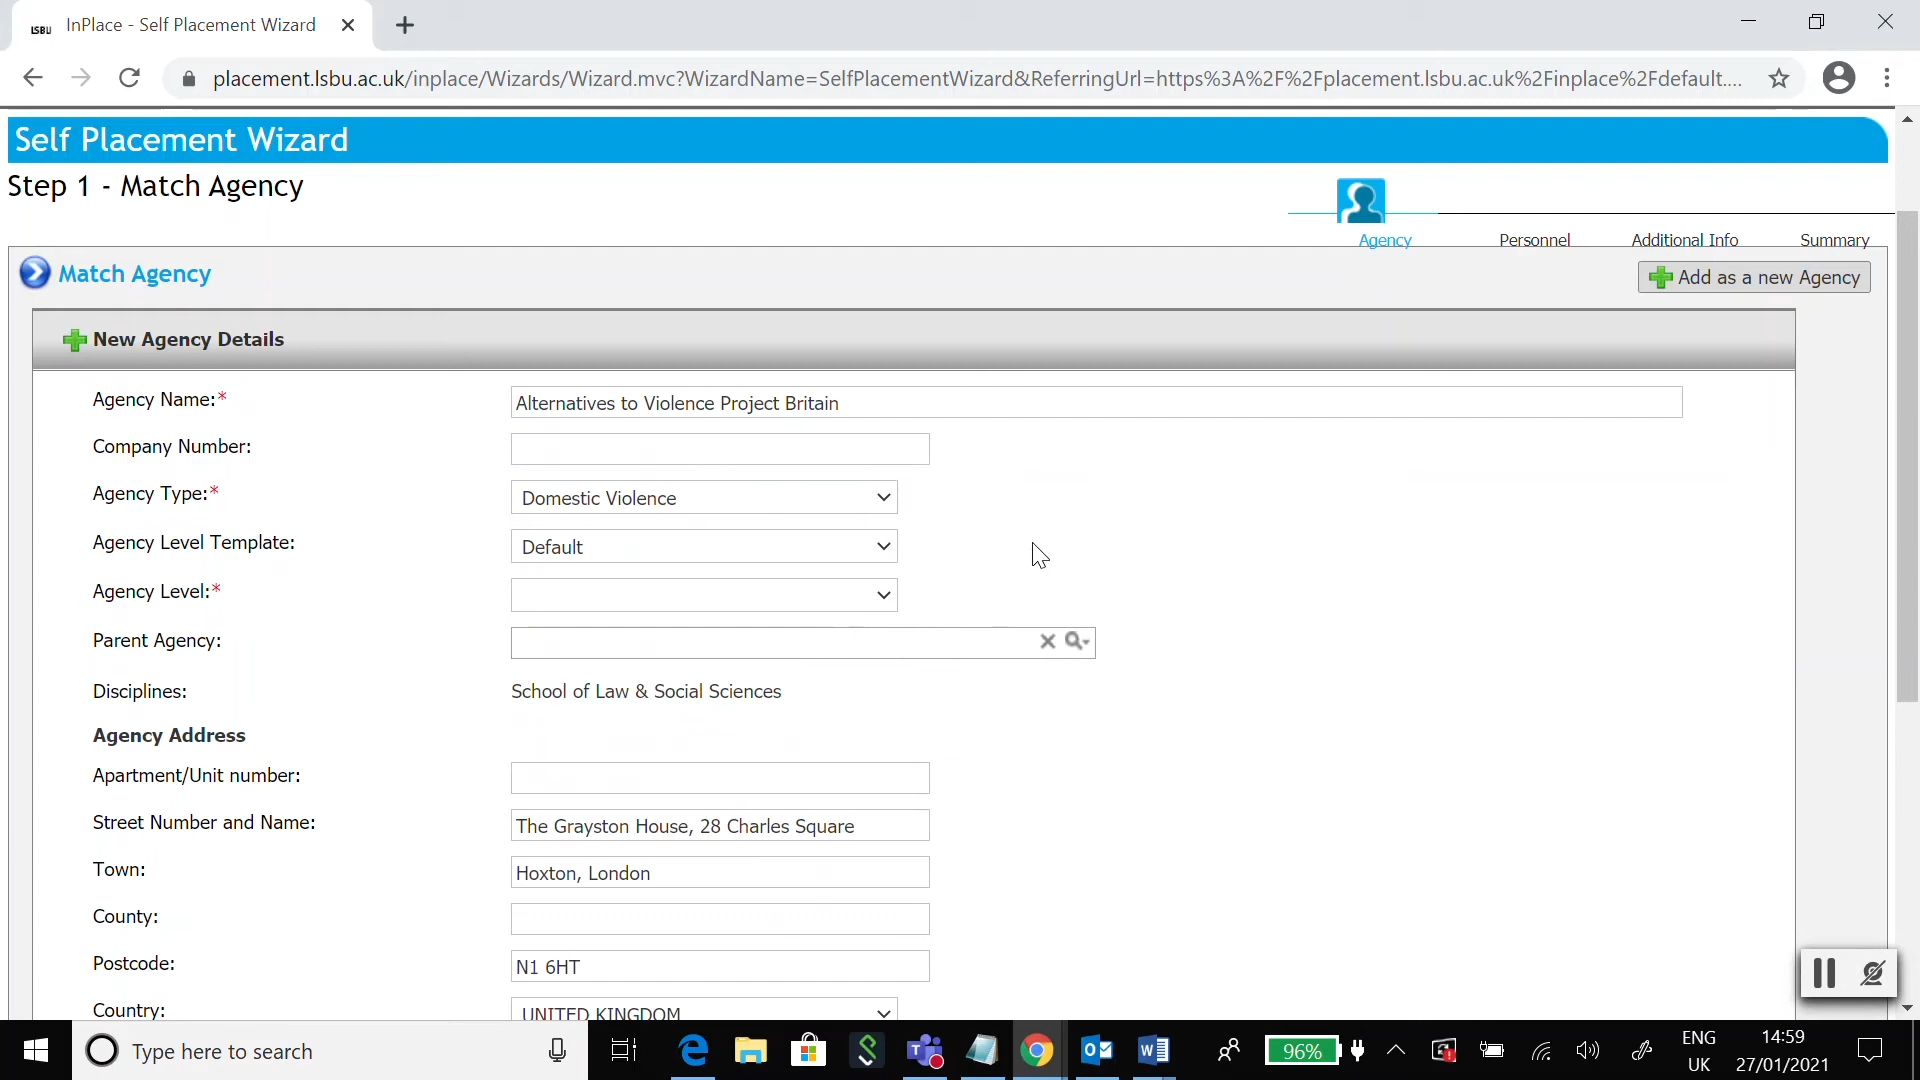 LSBU InPlace - Self Placement Wizard
placement.lsbu.ac.uk/inplace/Wizards/Wizard.mvc?WizardName=SelfPlacementWizard&ReferringUrl=https%3A%2F%2Fplacement.lsbu.ac.uk%2Finplace%2Fdefault....
Self Placement Wizard
Step 1 - Match Agency
Agency Personnel Additional Info Summary
Match Agency
Add as a new Agency
New Agency Details
Agency Name:* Alternatives to Violence Project Britain
Company Number:
Agency Type:* Domestic Violence
Agency Level Template: Default
Agency Level:*
Parent Agency:
Disciplines: School of Law & Social Sciences
Agency Address
Apartment/Unit number:
Street Number and Name: The Grayston House, 28 Charles Square
Town: Hoxton, London
County:
Postcode: N1 6HT
Country: UNITED KINGDOM
Type here to search
96%
ENG 14:59
UK 27/01/2021